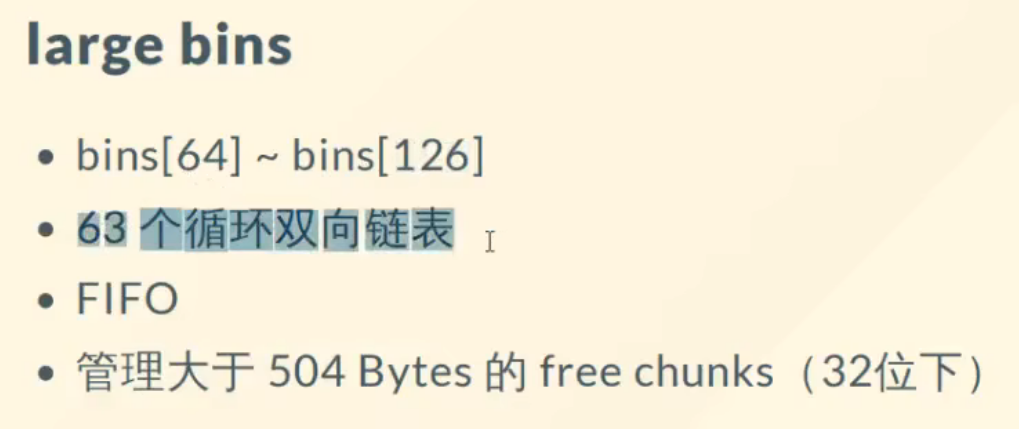 large bins
• bins[64] ~ bins[126]
• 63 个循环双向链表
• FIFO
• 管理大于 504 Bytes 的 free chunks（32位下）